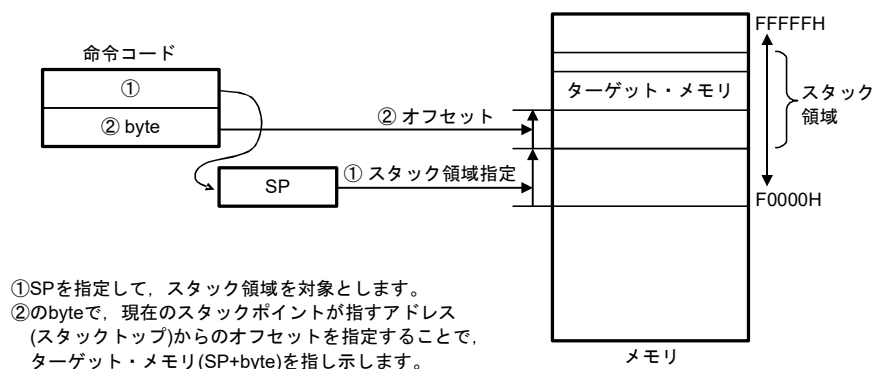 命令コード
①
② byte
SP
② オフセット
① スタック領域指定
ターゲット・メモリ
FFFFFH
スタック
領域
F0000H
メモリ
①SPを指定して，スタック領域を対象とします。
②のbyteで，現在のスタックポイントが指すアドレス
(スタックトップ)からのオフセットを指定することで，
ターゲット・メモリ(SP+byte)を指し示します。